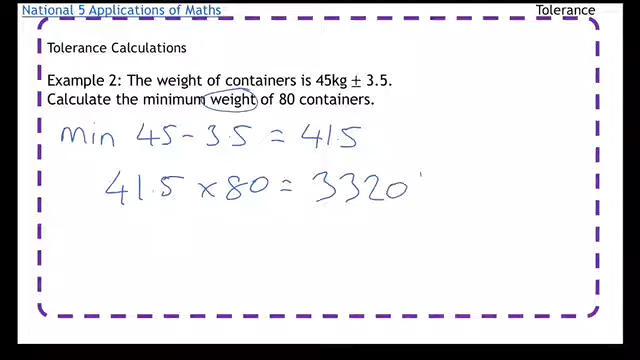 National 5 Applications of Maths Tolerance
Tolerance Calculations
Example 2: The weight of containers is 45kg ± 3.5.
Calculate the minimum weight of 80 containers.
min 45 - 3.5 = 41.5
41.5 × 80 = 3320